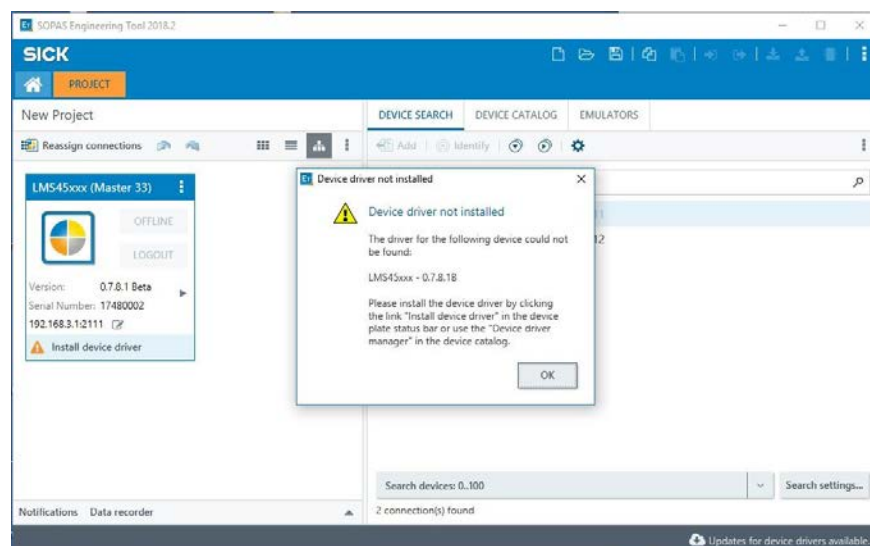 SOPAS Engineering Tool 2018.2
SICK
PROJECT
New Project
DEVICE SEARCH DEVICE CATALOG EMULATORS
Reassign connections
Add Identify
LMS45xxx (Master 33)
OFFLINE
LOGOUT
Version: 0.7.8.1 Beta
Serial Number: 17480002
192.168.3.1:2111
Install device driver
Device driver not installed
Device driver not installed
The driver for the following device could not
be found:
LMS45xxx - 0.7.8.1B
Please install the device driver by clicking
the link "Install device driver" in the device
plate status bar or use the "Device driver
manager" in the device catalog.
OK
11
12
Search devices: 0..100
Search settings...
Notifications Data recorder
2 connection(s) found
Updates for device drivers available.